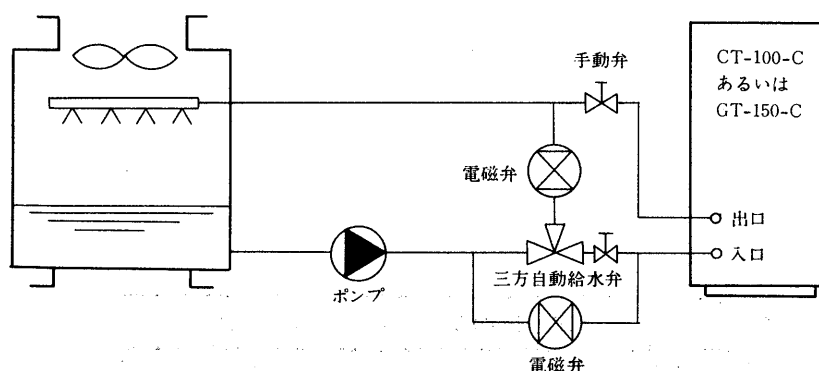 手動弁
CT-100-C
あるいは
GT-150-C
電磁弁
出口
入口
三方自動給水弁
ポンプ
電磁弁